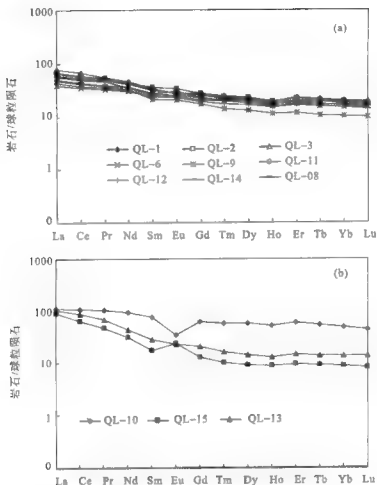 (a)
1000
100
10
1
0
岩石/球粒陨石
QL-1 QL-2 QL-3
QL-6 QL-9 QL-11
QL-12 QL-14 QL-08
La Ce Pr Nd Sm Eu Gd Tm Dy Ho Er Tb Yb Lu
(b)
1000
100
10
1
0
岩石/球粒陨石
QL-10 QL-15 QL-13
La Ce Pr Nd Sm Eu Gd Tm Dy Ho Er Tb Yb Lu